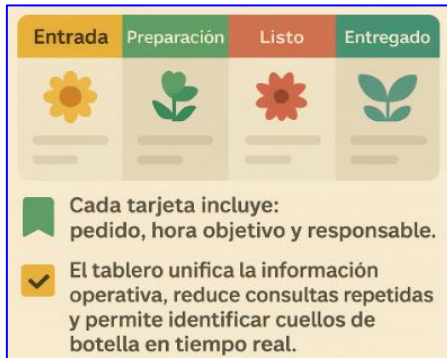 Entrada Preparación Listo Entregado
Cada tarjeta incluye:
pedido, hora objetivo y responsable.
El tablero unifica la información
operativa, reduce consultas repetidas
y permite identificar cuellos de
botella en tiempo real.